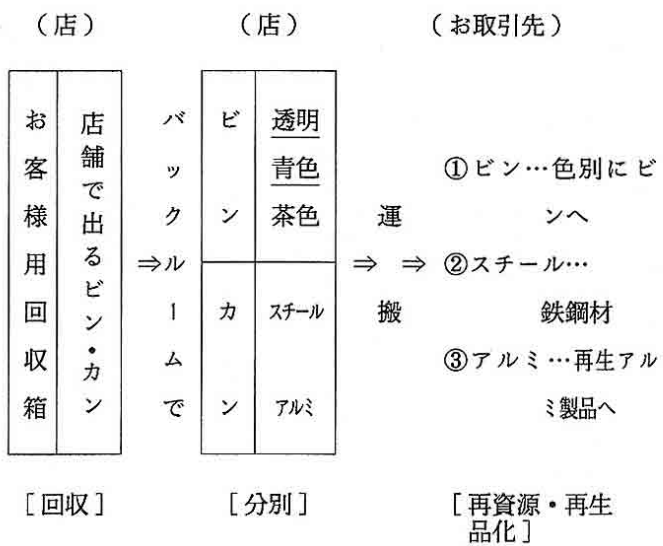 (店)
(店)
(お取引先)
お客様用回収箱
店舗で出るビン・カン
⇒
バックルームで
ビン
透明
青色
茶色
カン
スチール
アルミ
⇒ ⇒
運搬
①ビン…色別にビ
ンへ
②スチール…
鉄鋼材
③アルミ…再生アル
ミ製品へ
[回収]
[分別]
[再資源・再生
品化]